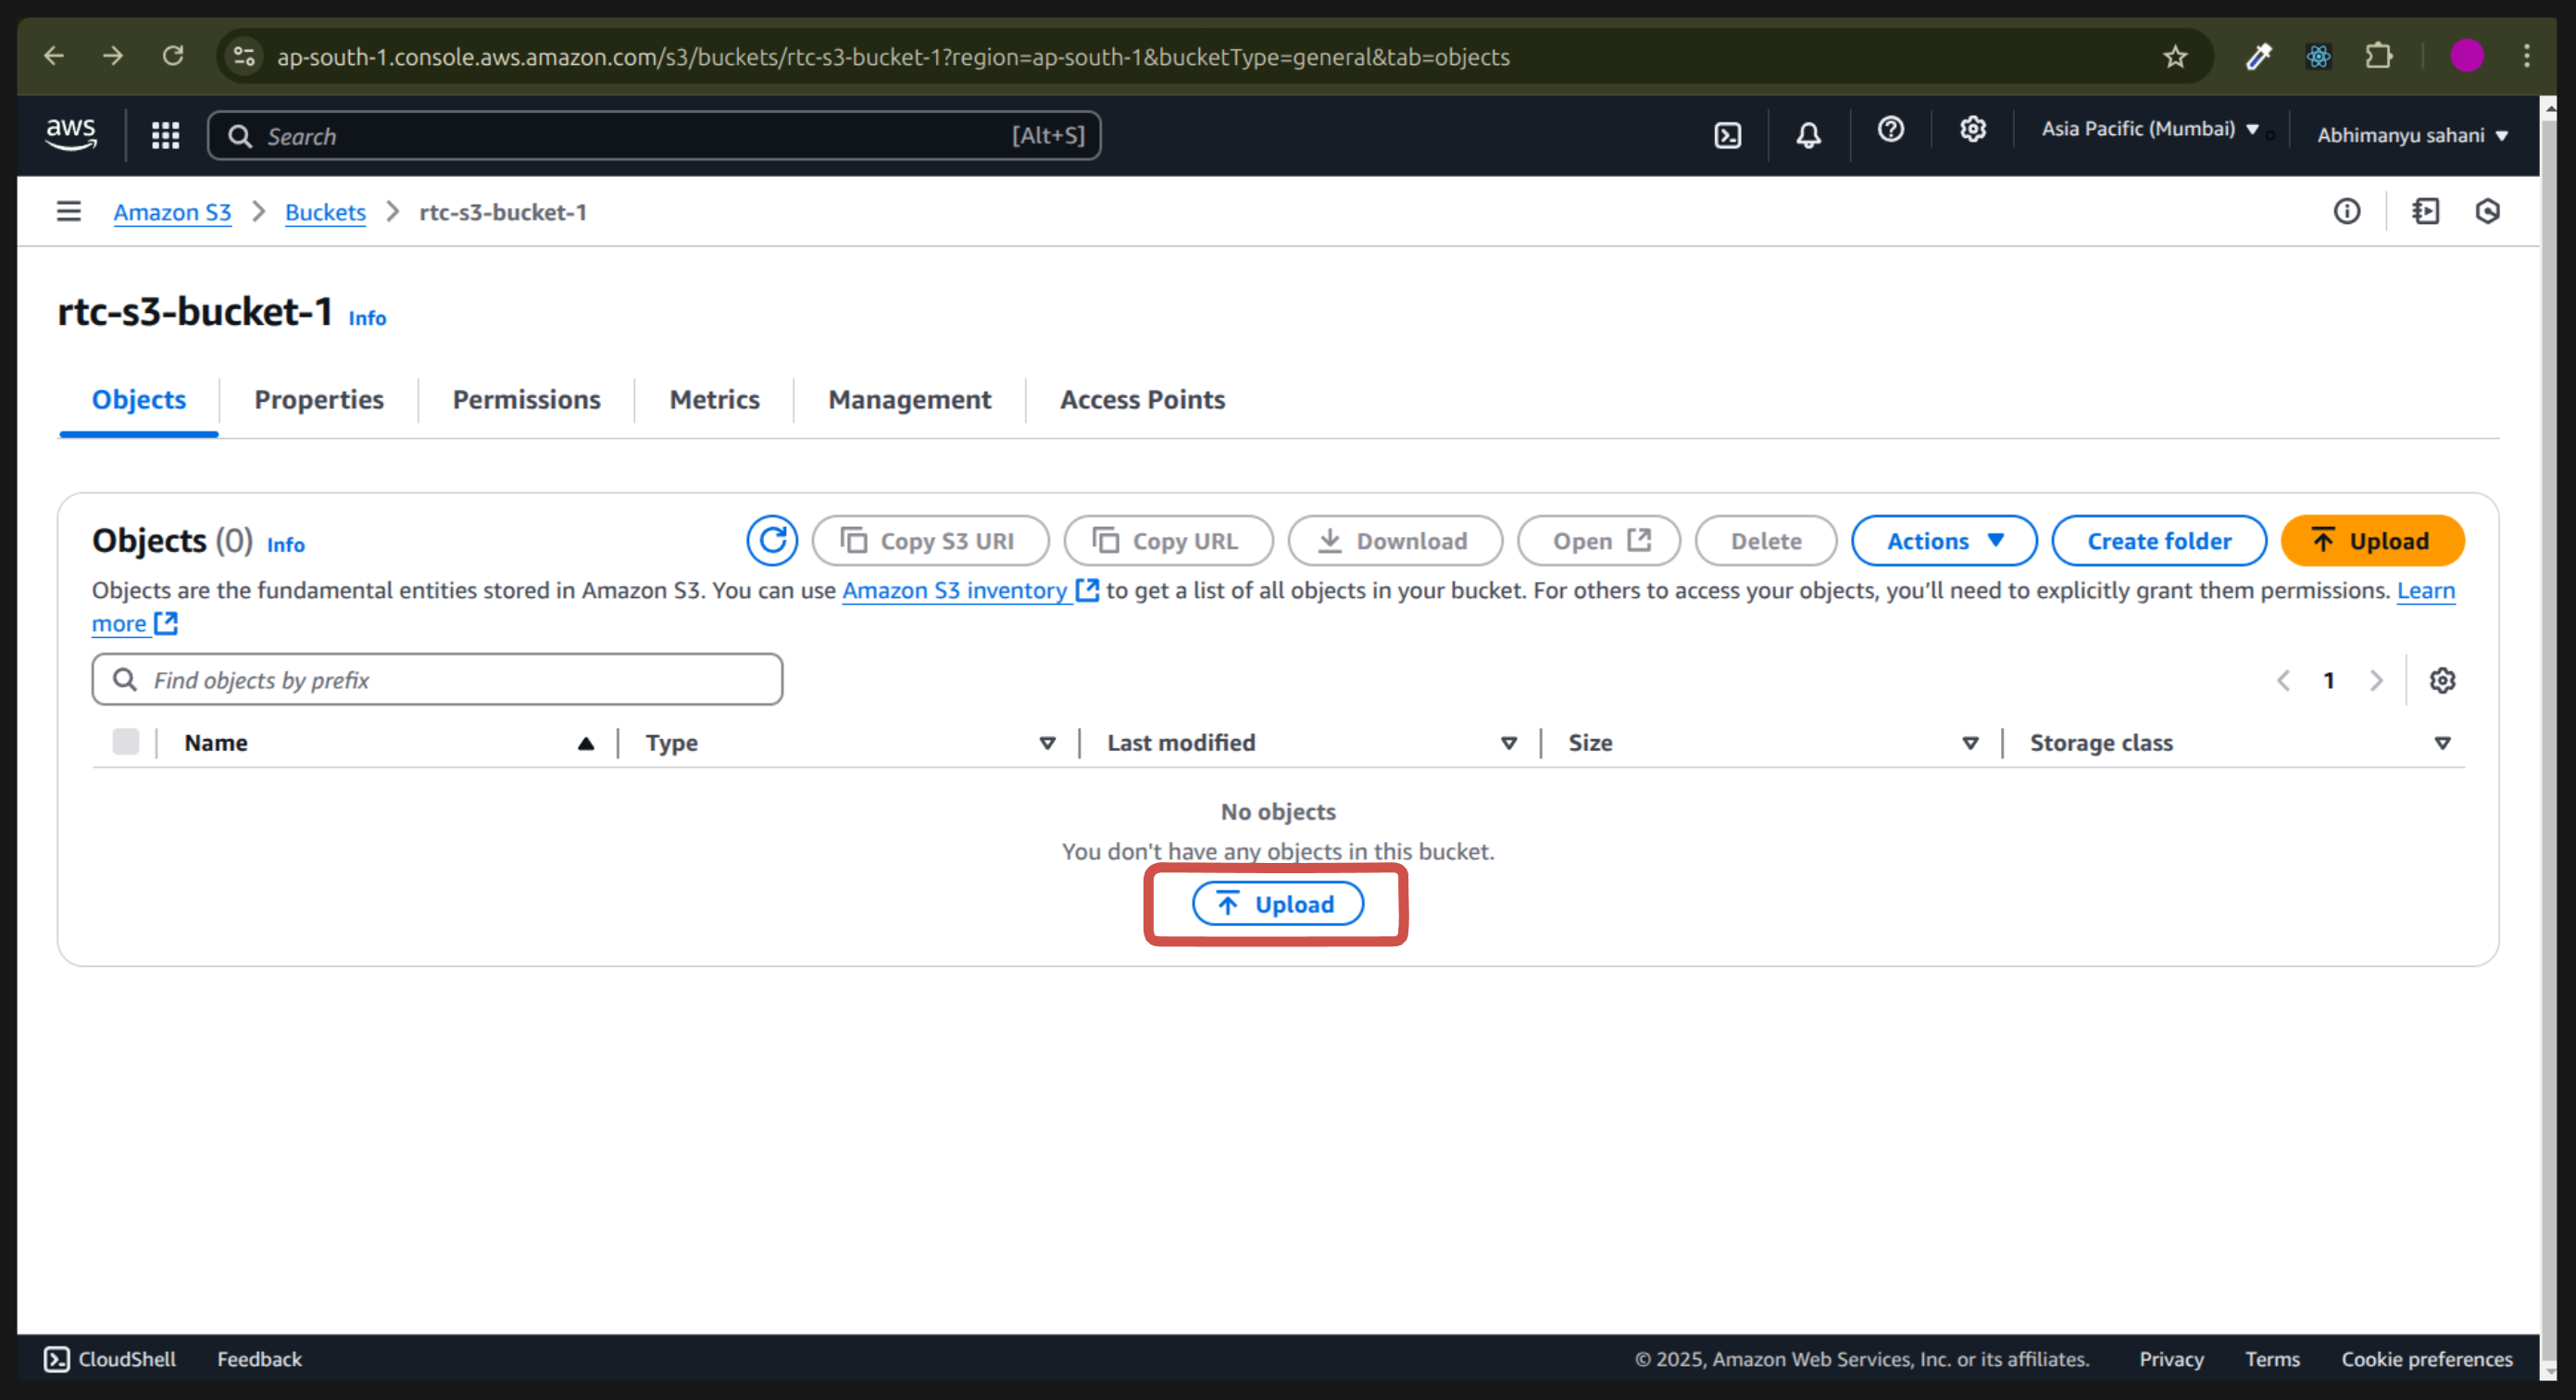 ap-south-1.console.aws.amazon.com/s3/buckets/rtc-s3-bucket-1?region=ap-south-1&bucketType=general&tab=objects
aws Search [Alt+S] Asia Pacific (Mumbai) Abhimanyu sahani
Amazon S3 Buckets rtc-s3-bucket-1
rtc-s3-bucket-1 Info
Objects Properties Permissions Metrics Management Access Points
Objects (0) Info Copy S3 URI Copy URL Download Open Delete Actions Create folder Upload
Objects are the fundamental entities stored in Amazon S3. You can use Amazon S3 inventory to get a list of all objects in your bucket. For others to access your objects, you’ll need to explicitly grant them permissions. Learn
more
Find objects by prefix 1
Name Type Last modified Size Storage class
No objects
You don't have any objects in this bucket.
Upload
CloudShell Feedback © 2025, Amazon Web Services, Inc. or its affiliates. Privacy Terms Cookie preferences